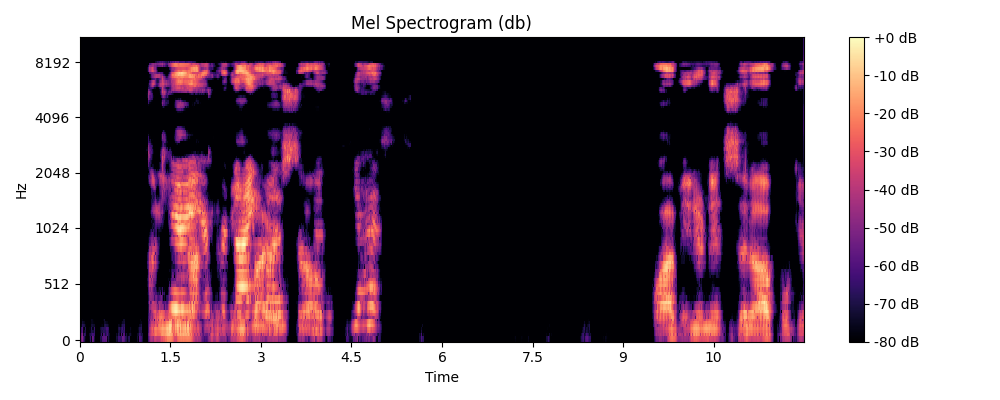 Mel Spectrogram (db)
8192
4096
2048
1024
512
0
Hz
0 1.5 3 4.5 6 7.5 9 10
Time
+0 dB
-10 dB
-20 dB
-30 dB
-40 dB
-50 dB
-60 dB
-70 dB
-80 dB